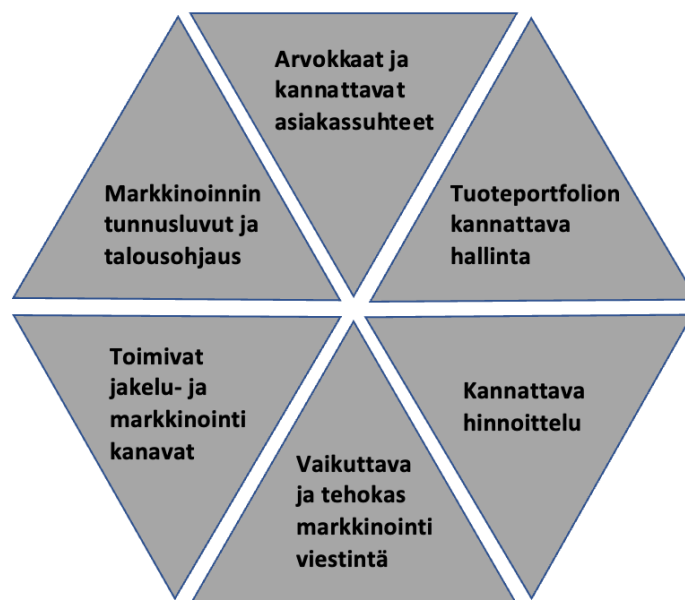 Arvokkaat ja
kannattavat
asiakassuhteet
Markkinoinnin
tunnusluvut ja
talousohjaus
Tuoteportfolion
kannattava
hallinta
Toimivat
jakelu- ja
markkinointi
kanavat
Kannattava
hinnoittelu
Vaikuttava
ja tehokas
markkinointi
viestintä